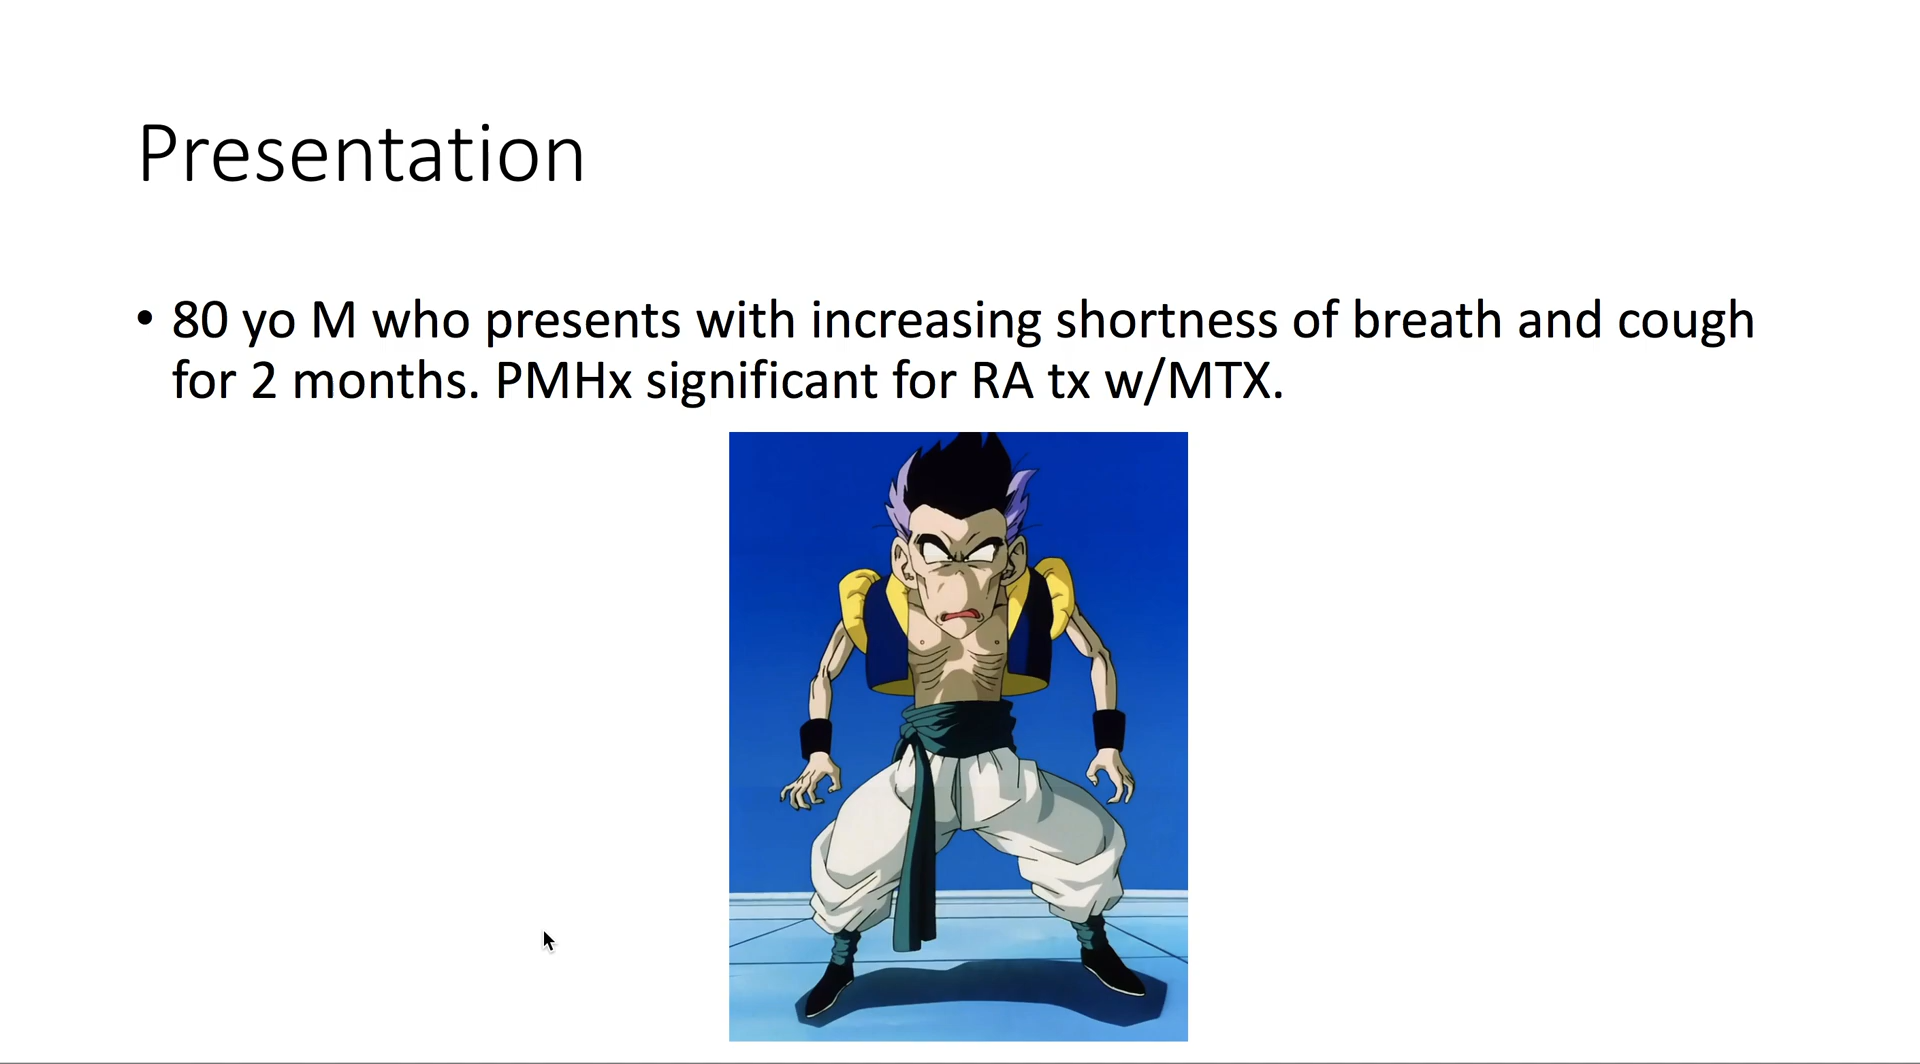 Presentation
• 80 yo M who presents with increasing shortness of breath and cough
for 2 months. PMHx significant for RA tx w/MTX.